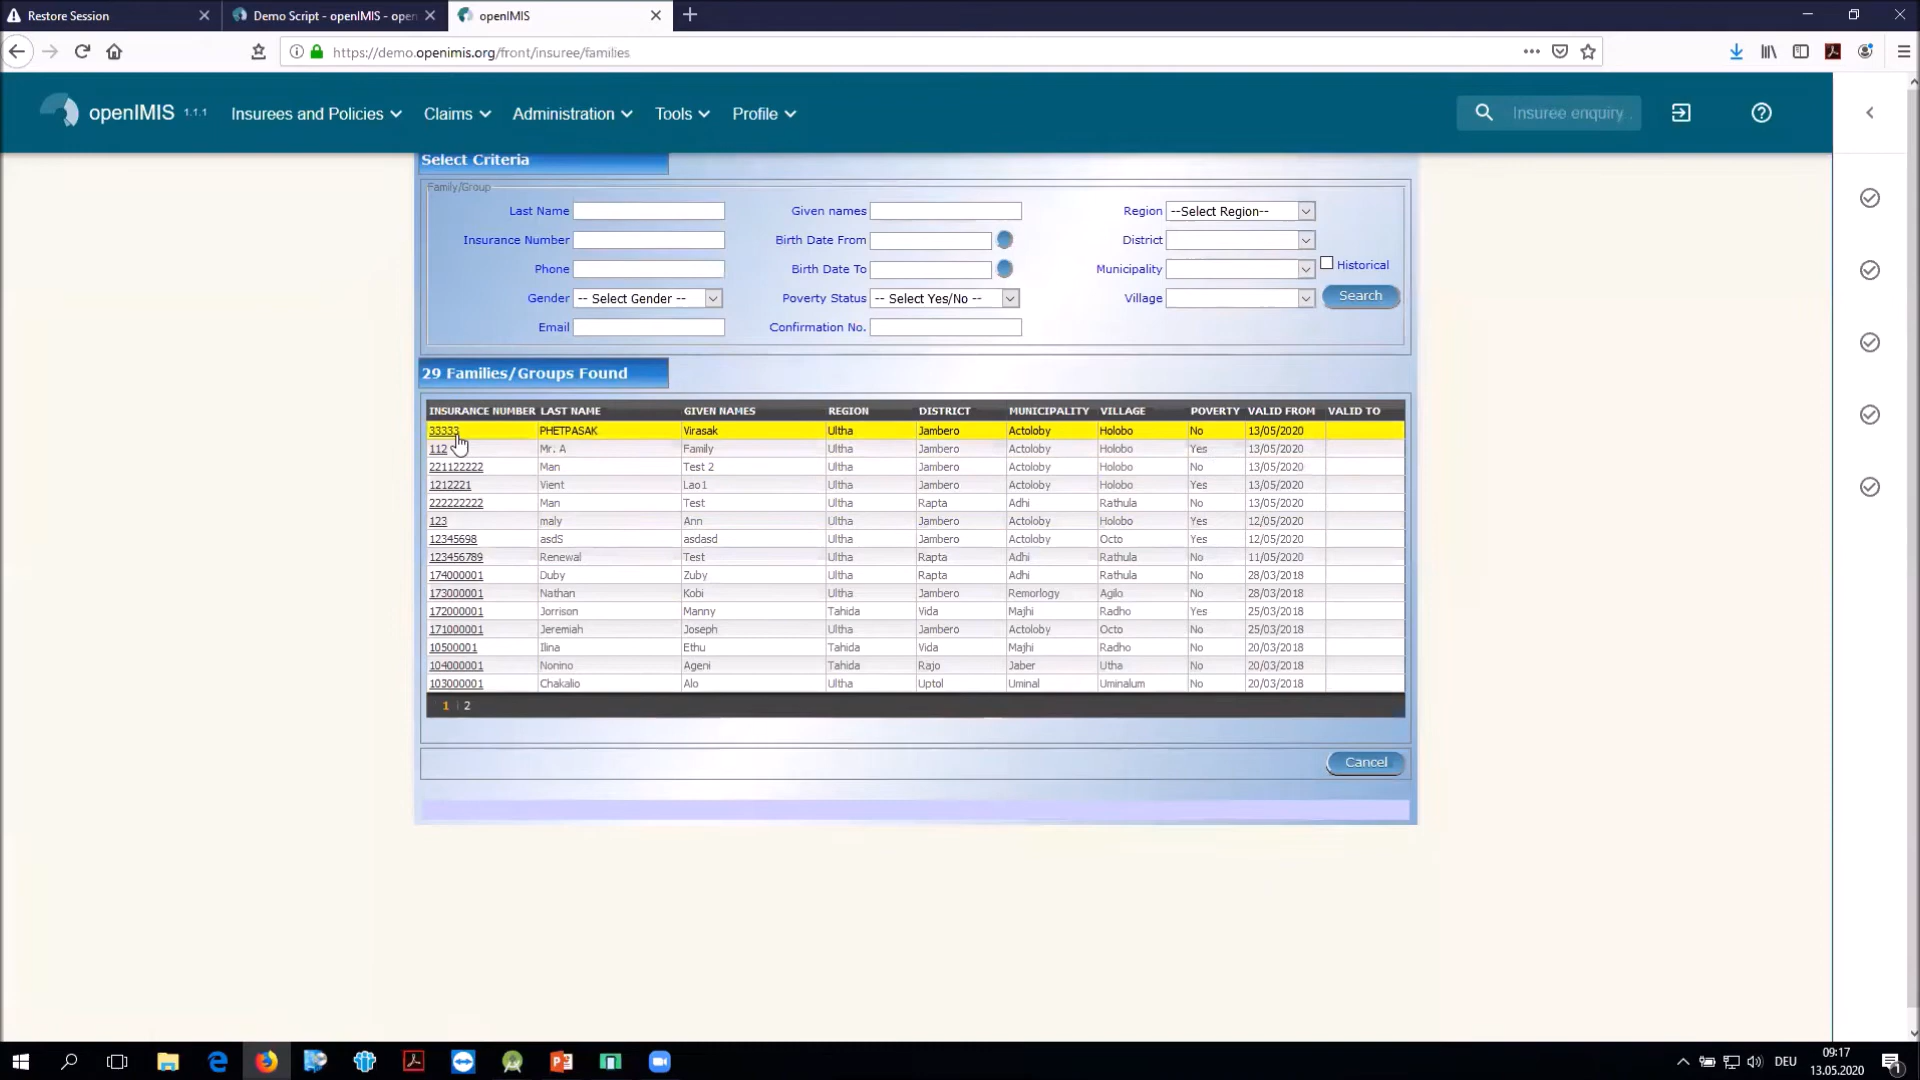 Restore Session
Demo Script - openIMIS - open
openIMIS
https://demo.openimis.org/front/insuree/families
openIMIS 1.1.1 Insurees and Policies Claims Administration Tools Profile Insuree enquiry
Select Criteria
Family/Group
Last Name Given names Region --Select Region--
Insurance Number Birth Date From District
Phone Birth Date To Municipality Historical
Gender -- Select Gender -- Poverty Status -- Select Yes/No -- Village Search
Email Confirmation No.
29 Families/Groups Found
INSURANCE NUMBER LAST NAME GIVEN NAMES REGION DISTRICT MUNICIPALITY VILLAGE POVERTY VALID FROM VALID TO
33333 PHETPASAK Virasak Ultha Jambero Actoloby Holobo No 13/05/2020
112 Mr. A Family Ultha Jambero Actoloby Holobo Yes 13/05/2020
221122222 Man Test 2 Ultha Jambero Actoloby Holobo No 13/05/2020
1212221 Vient Lao1 Ultha Jambero Actoloby Holobo Yes 13/05/2020
222222222 Man Test Ultha Rapta Adhi Rathula No 13/05/2020
123 maly Ann Ultha Jambero Actoloby Holobo Yes 12/05/2020
12345698 asdS asdasd Ultha Jambero Actoloby Octo Yes 12/05/2020
123456789 Renewal Test Ultha Rapta Adhi Rathula No 11/05/2020
174000001 Duby Zuby Ultha Rapta Adhi Rathula No 28/03/2018
173000001 Nathan Kobi Ultha Jambero Remorlogy Agilo No 28/03/2018
172000001 Jorrison Manny Tahida Vida Majhi Radho Yes 25/03/2018
171000001 Jeremiah Joseph Ultha Jambero Actoloby Octo No 25/03/2018
10500001 Ilina Ethu Tahida Vida Majhi Radho No 20/03/2018
104000001 Nonino Ageni Tahida Rajo Jaber Utha No 20/03/2018
103000001 Chakalio Alo Ultha Uptol Uminal Uminalum No 20/03/2018
1 | 2
Cancel
DEU
09:17
13.05.2020
1